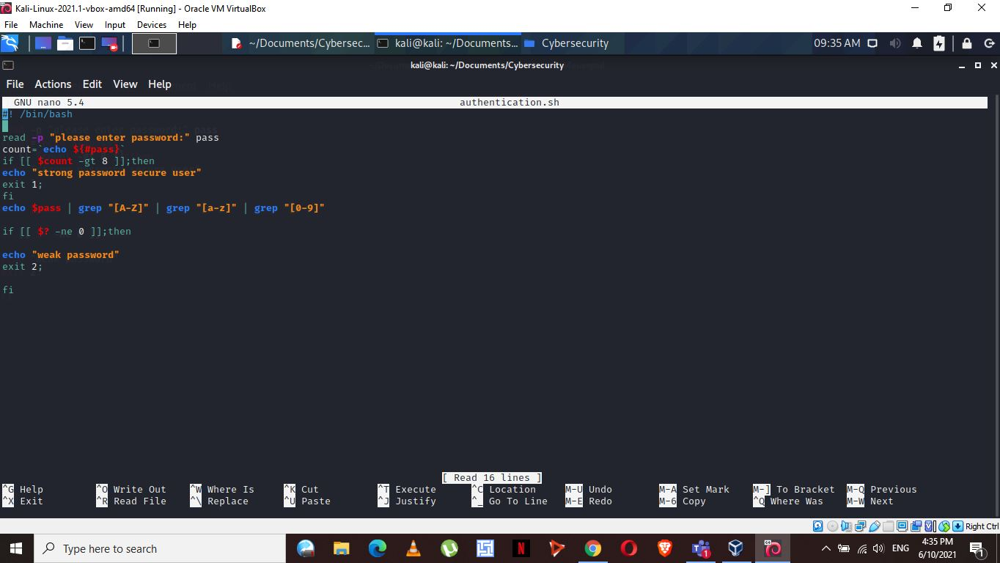 Kali-Linux-2021.1-vbox-amd64 [Running] - Oracle VM VirtualBox
File Machine View Input Devices Help
~/Documents/Cybersec... kali@kali: ~/Documents... Cybersecurity 09:35 AM
kali@kali: ~/Documents/Cybersecurity
File Actions Edit View Help
GNU nano 5.4 authentication.sh
#! /bin/bash
read -p "please enter password:" pass
count=`echo ${#pass}`
if [[ $count -gt 8 ]];then
echo "strong password secure user"
exit 1;
fi
echo $pass | grep "[A-Z]" | grep "[a-z]" | grep "[0-9]"
if [[ $? -ne 0 ]];then
echo "weak password"
exit 2;
fi
[ Read 16 lines ]
^G Help ^O Write Out ^W Where Is ^K Cut ^T Execute ^C Location M-U Undo M-A Set Mark M-] To Bracket M-Q Previous
^X Exit ^R Read File ^\ Replace ^U Paste ^J Justify ^_ Go To Line M-E Redo M-6 Copy ^Q Where Was M-W Next
Right Ctrl
Type here to search
1
64
ENG
4:35 PM
6/10/2021
1